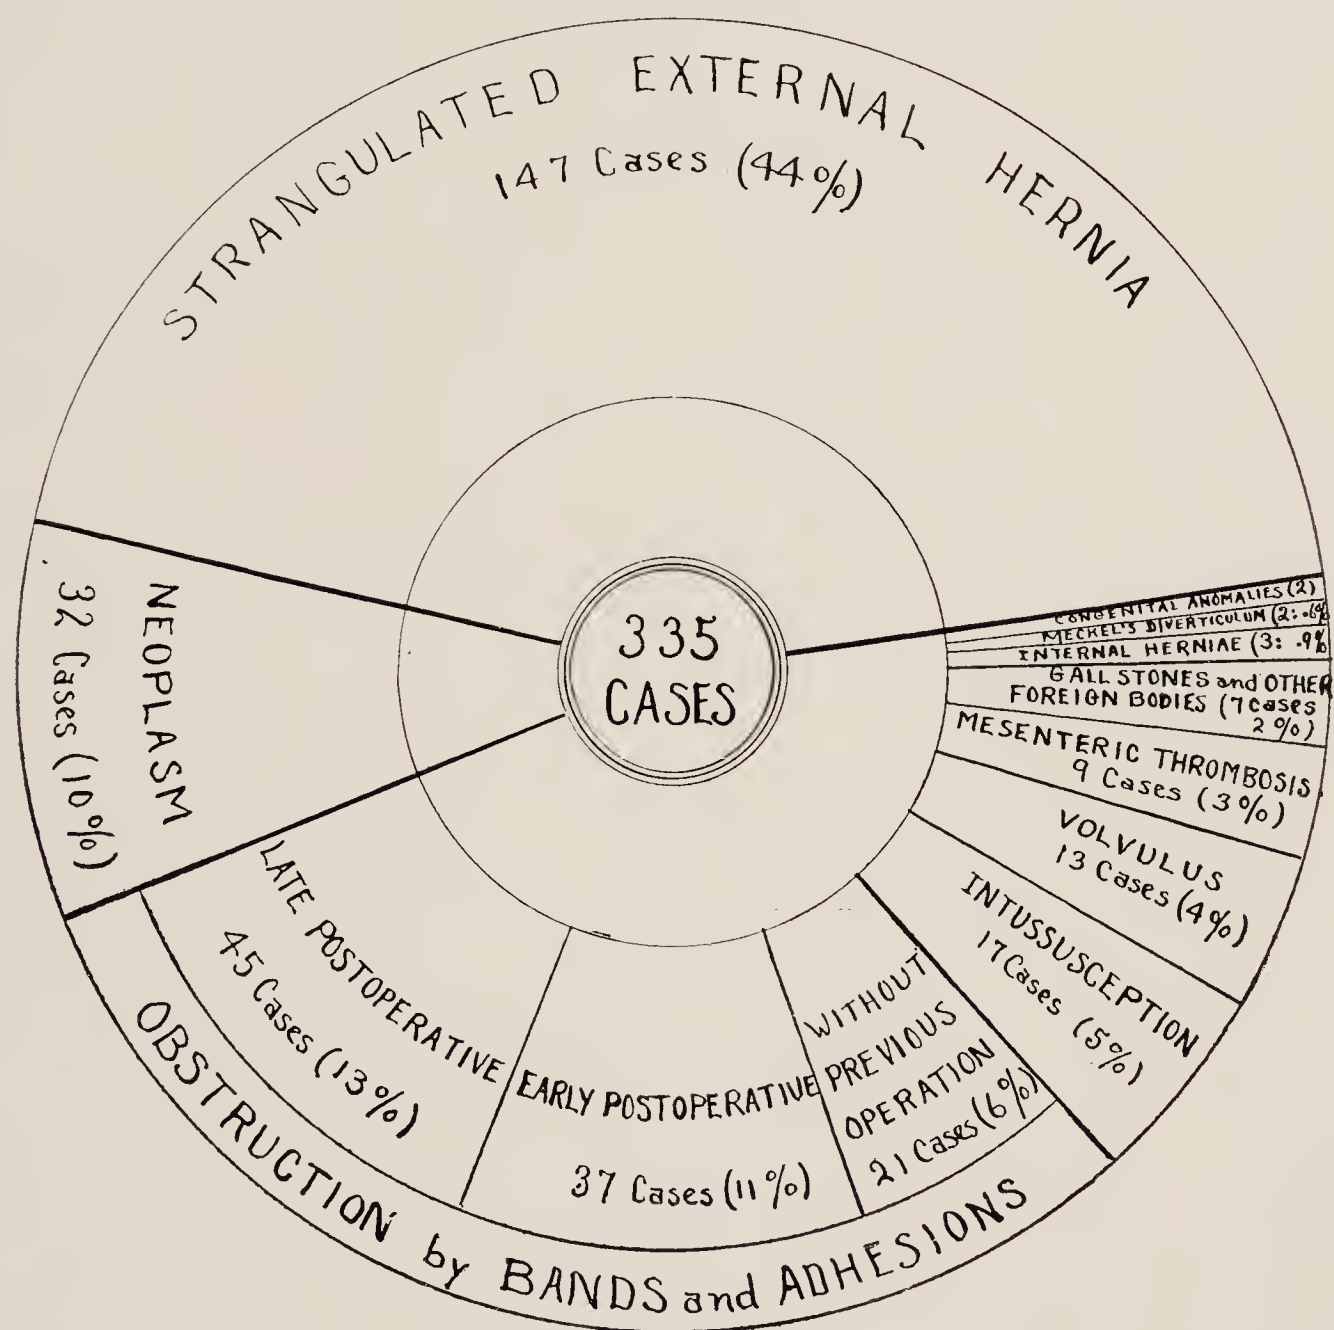 STRANGULATED EXTERNAL HERNIA
147 Cases (44%)
CONGENITAL ANOMALIES (2)
MECKEL'S DIVERTICULUM (2: .6%
INTERNAL HERNIAE (3: .9%
GALL STONES and OTHER
FOREIGN BODIES (7 cases
2%)
MESENTERIC THROMBOSIS
9 Cases (3%)
VOLVULUS
13 Cases (4%)
INTUSSUSCEPTION
17 Cases (5%)
WITHOUT
PREVIOUS
OPERATION
21 Cases (6%)
EARLY POSTOPERATIVE
37 Cases (11%)
LATE POSTOPERATIVE
45 Cases (13%)
OBSTRUCTION by BANDS and ADHESIONS
NEOPLASM
32 Cases (10%)
335
CASES